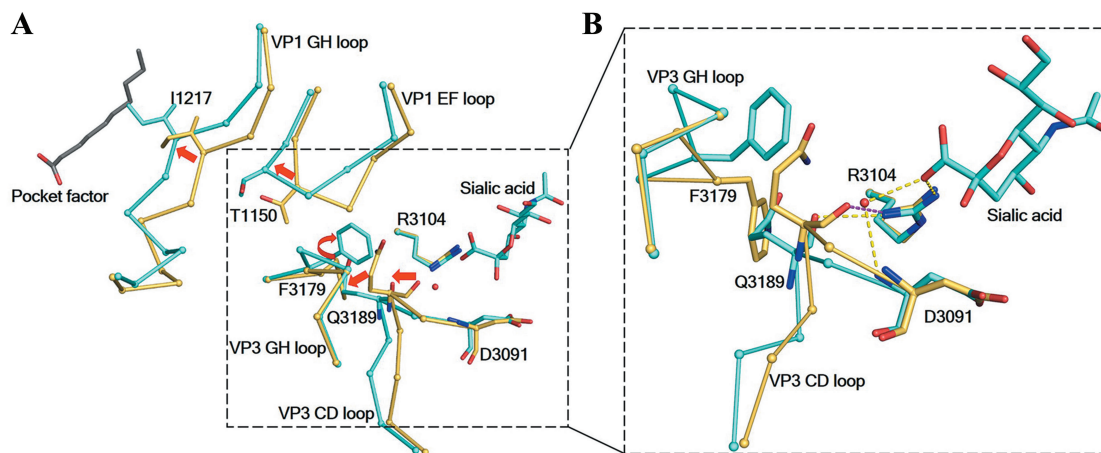 A
VP1 GH loop
I1217
VP1 EF loop
Pocket factor
T1150
Sialic acid
R3104
F3179
Q3189
VP3 GH loop
D3091
VP3 CD loop
B
VP3 GH loop
R3104
F3179
Sialic acid
Q3189
D3091
VP3 CD loop